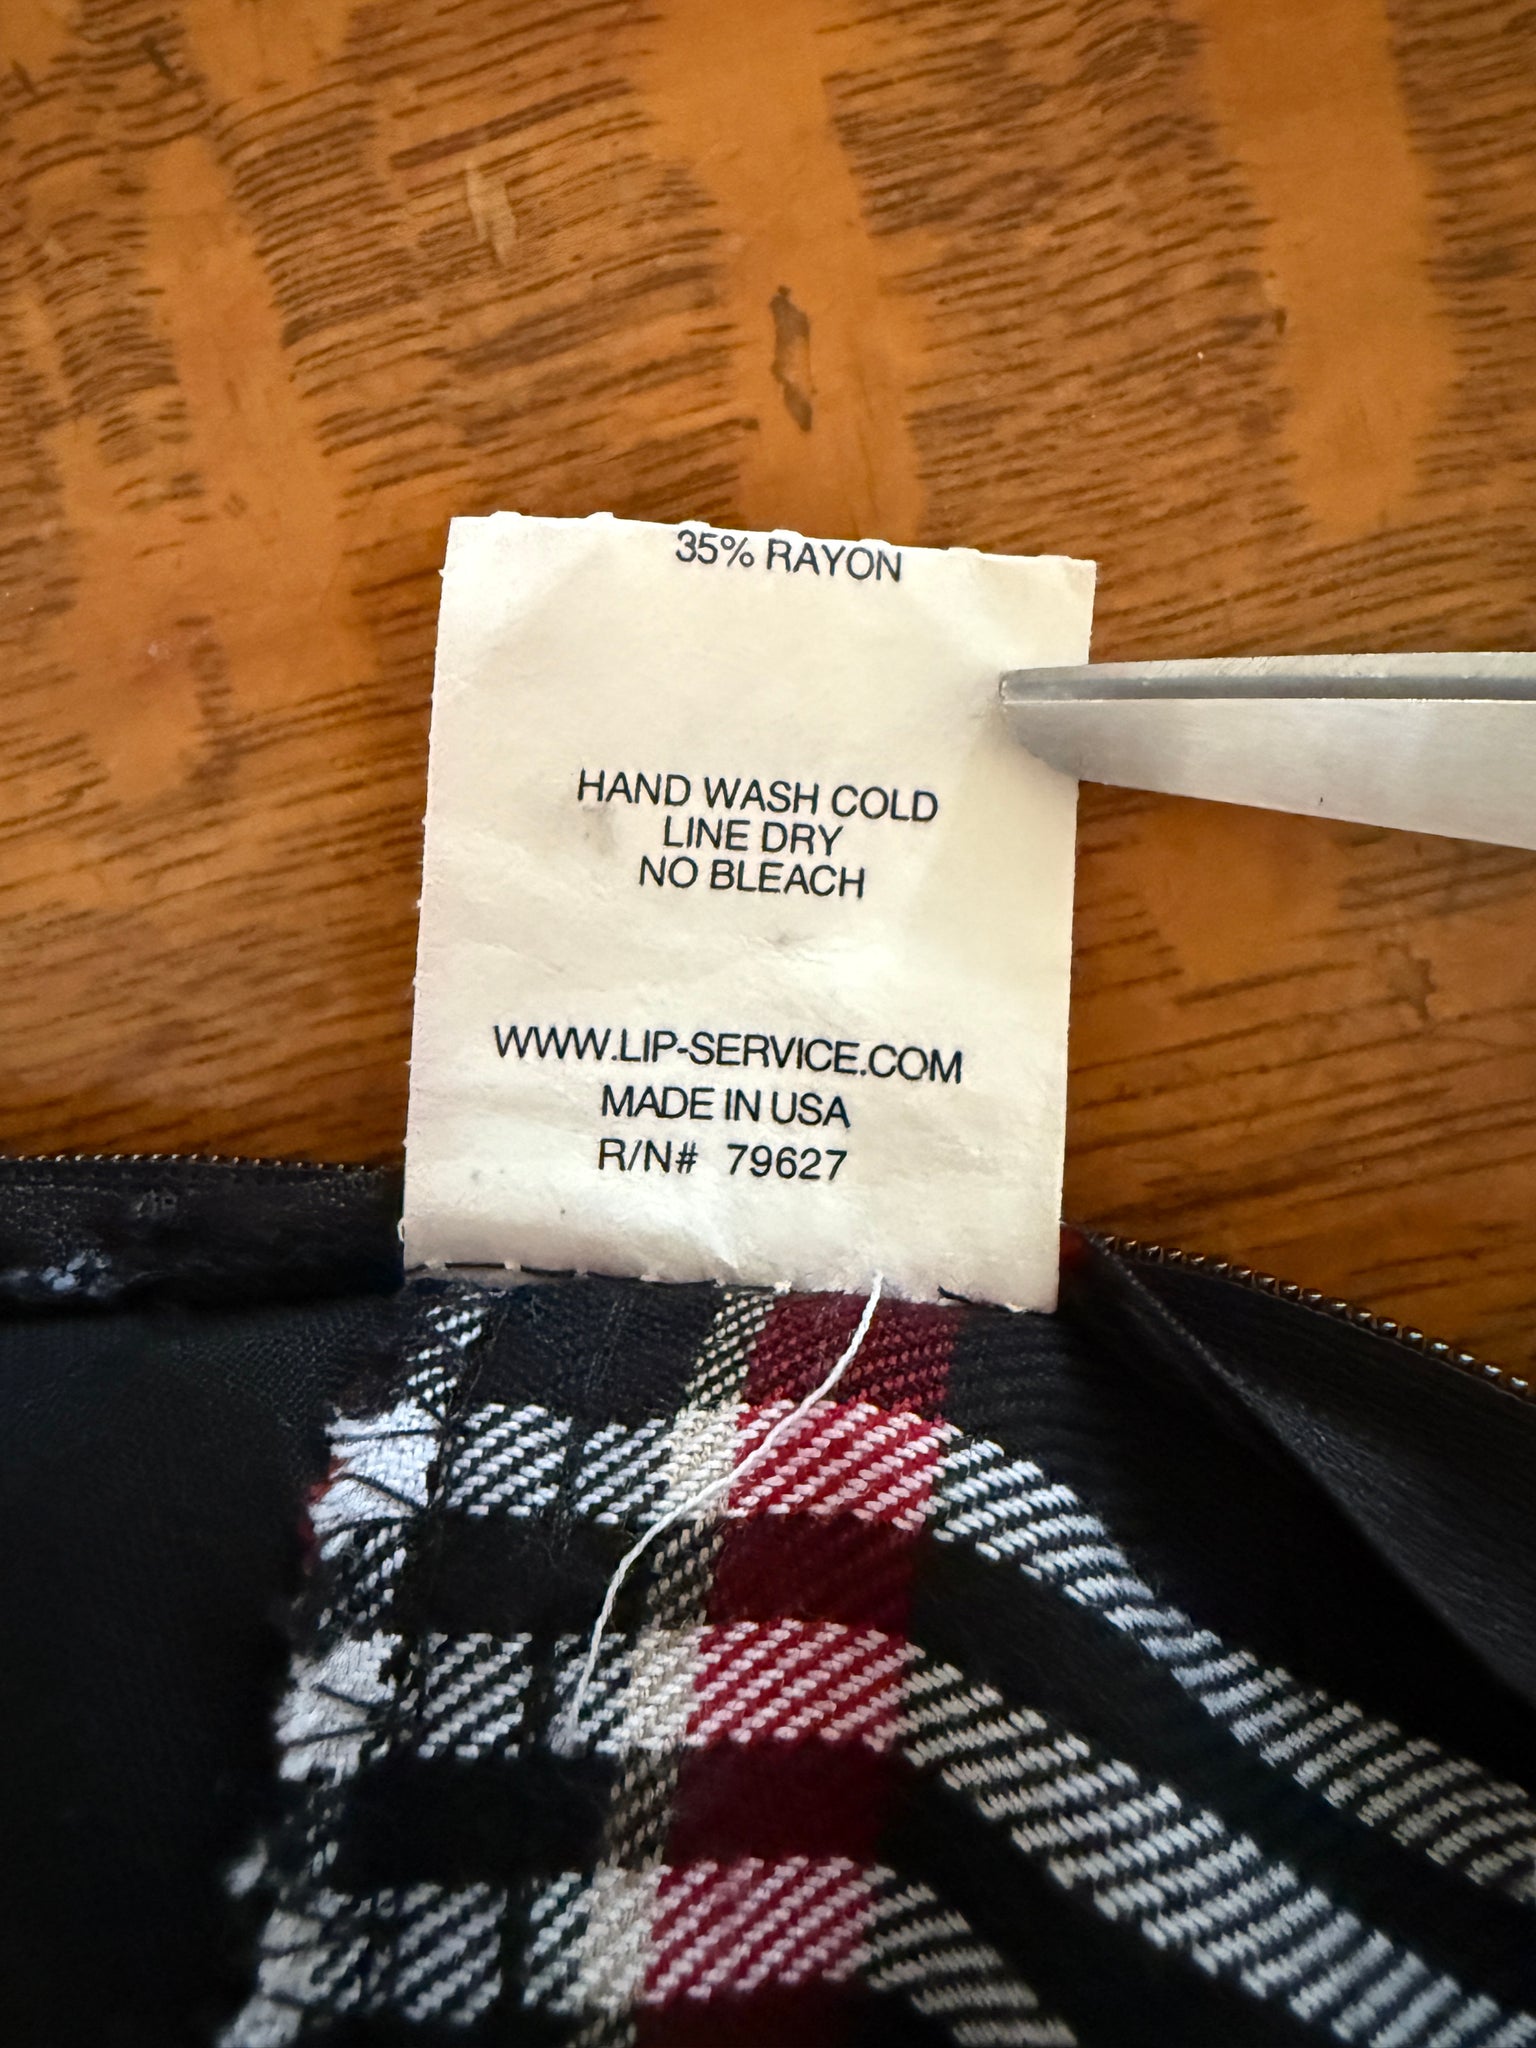 35% RAYON
HAND WASH COLD
LINE DRY
NO BLEACH
WWW.LIP-SERVICE.COM
MADE IN USA
R/N# 79627